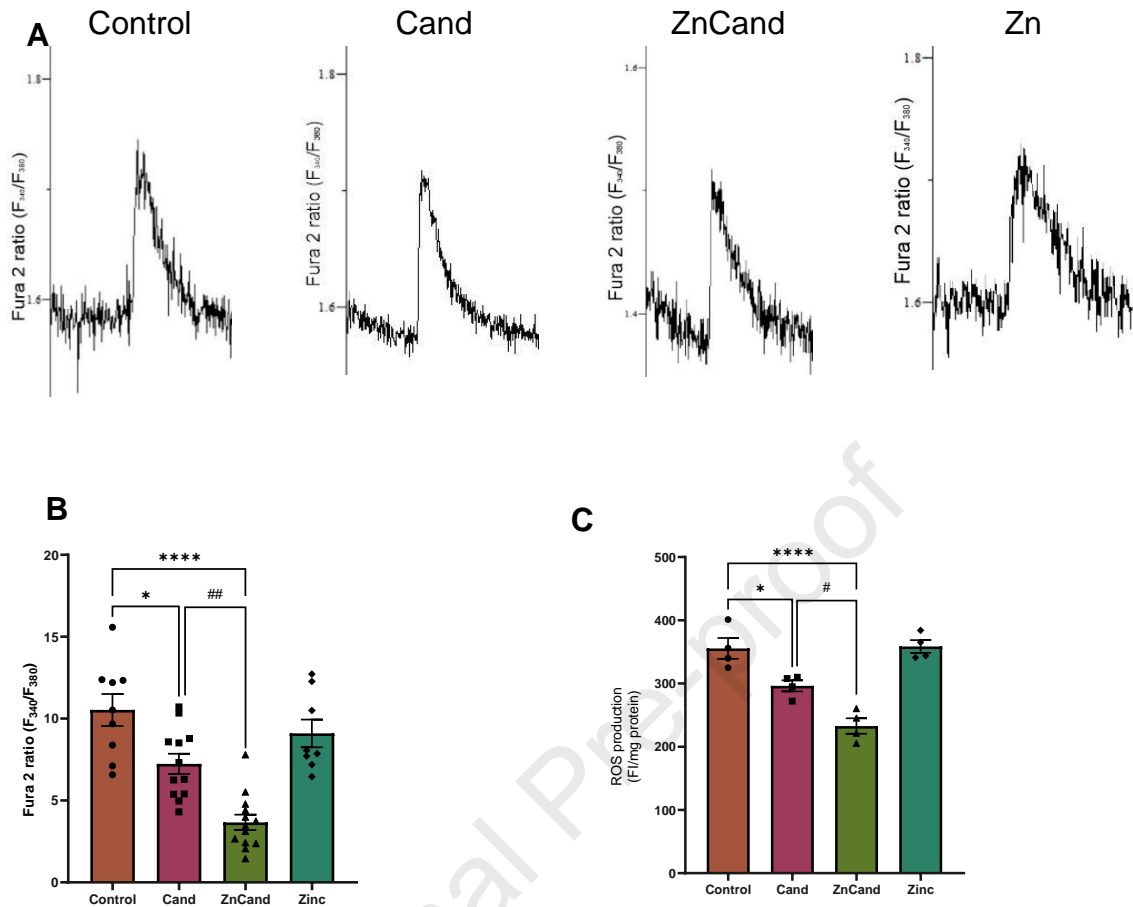 A
Control
Cand
ZnCand
Zn
1.8
1.6
Fura 2 ratio (F340/F380)
1.8
1.6
Fura 2 ratio (F340/F380)
1.6
1.4
Fura 2 ratio (F340/F380)
1.8
1.6
Fura 2 ratio (F340/F380)
B
Fura 2 ratio (F340/F380)
20
15
10
5
0
****
*
##
Control
Cand
ZnCand
Zinc
C
ROS production
(FI/mg protein)
500
400
300
200
100
0
****
*
#
Control
Cand
ZnCand
Zinc
al Pre-proof